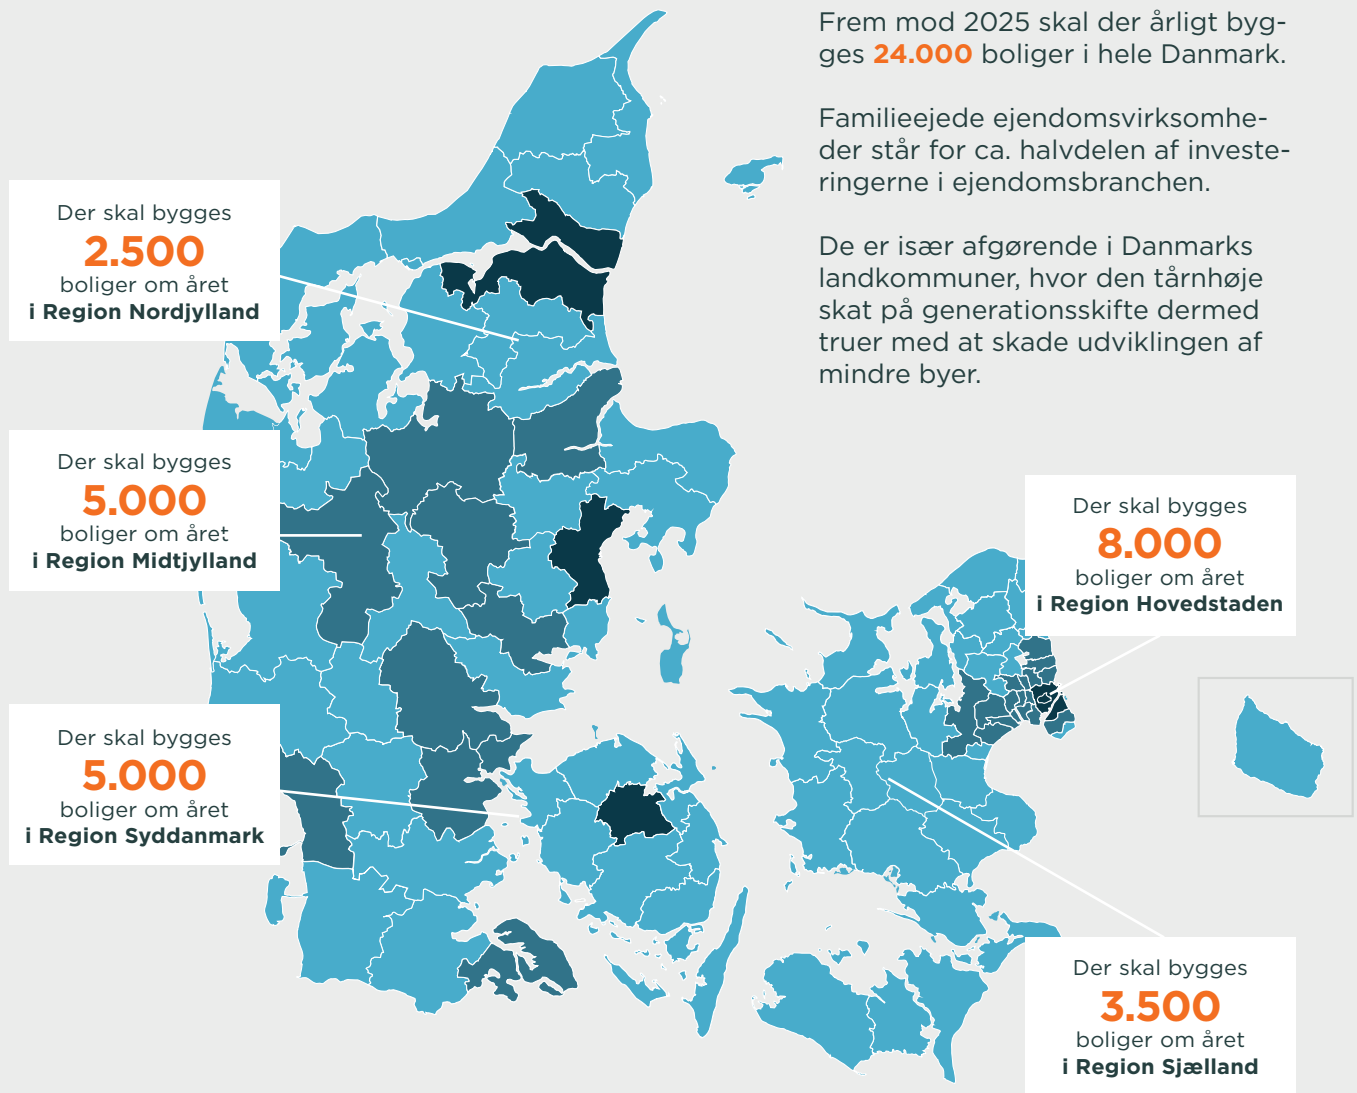 Frem mod 2025 skal der årligt byg-
ges 24.000 boliger i hele Danmark.
Familieejede ejendomsvirksomhe-
der står for ca. halvdelen af investe-
ringerne i ejendomsbranchen.
De er især afgørende i Danmarks
landkommuner, hvor den tårnhøje
skat på generationsskifte dermed
truer med at skade udviklingen af
mindre byer.
Der skal bygges
2.500
boliger om året
i Region Nordjylland
Der skal bygges
5.000
boliger om året
i Region Midtjylland
Der skal bygges
8.000
boliger om året
i Region Hovedstaden
Der skal bygges
5.000
boliger om året
i Region Syddanmark
Der skal bygges
3.500
boliger om året
i Region Sjælland